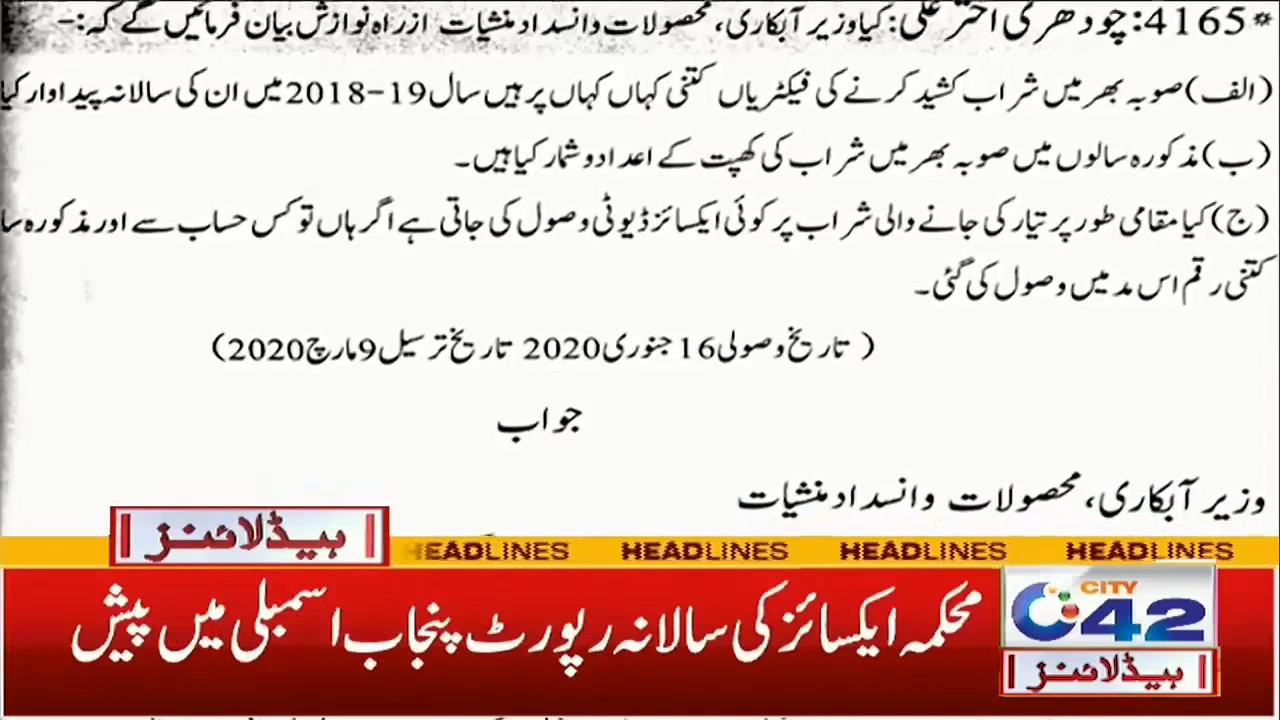 *4165: چودھری اختر علی: کیا وزیر آبکاری، محصولات و انسداد منشیات ازراہ نوازش بیان فرمائیں گے کہ:-
(الف) صوبہ بھر میں شراب کشید کرنے کی فیکٹریاں کتنی کہاں کہاں پر ہیں سال 19-2018 میں ان کی سالانہ پیداوار کیا
(ب) مذکورہ سالوں میں صوبہ بھر میں شراب کی کھپت کے اعداد و شمار کیا ہیں۔
(ج) کیا مقامی طور پر تیار کی جانے والی شراب پر کوئی ایکسائز ڈیوٹی وصول کی جاتی ہے اگر ہاں تو کس حساب سے اور مذکورہ سا
کتنی رقم اس مد میں وصول کی گئی۔
(تاریخ وصولی 16 جنوری 2020 تاریخ ترسیل 9 مارچ 2020)
جواب
وزیر آبکاری، محصولات و انسداد منشیات
ہیڈلائنز
HEADLINES HEADLINES HEADLINES HEADLINES
محکمہ ایکسائز کی سالانہ رپورٹ پنجاب اسمبلی میں پیش
CITY
42
ہیڈلائنز